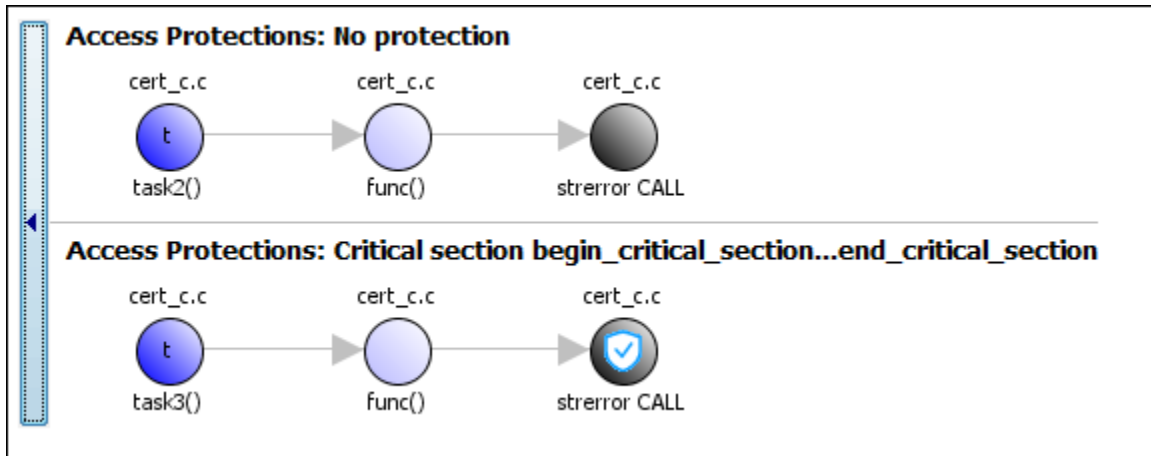 Access Protections: No protection
cert_c.c cert_c.c cert_c.c
t
task2() func() strerror CALL
Access Protections: Critical section begin_critical_section...end_critical_section
cert_c.c cert_c.c cert_c.c
t
task3() func() strerror CALL